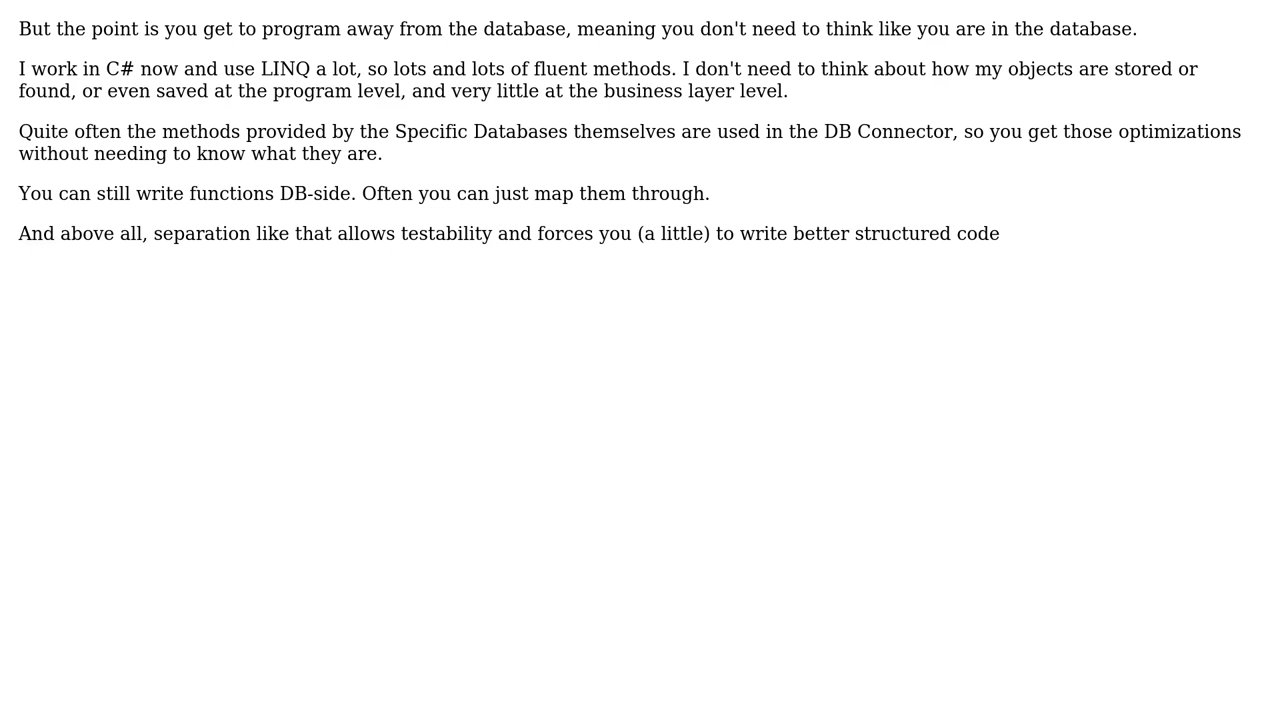 But the point is you get to program away from the database, meaning you don't need to think like you are in the database.
I work in C# now and use LINQ a lot, so lots and lots of fluent methods. I don't need to think about how my objects are stored or
found, or even saved at the program level, and very little at the business layer level.
Quite often the methods provided by the Specific Databases themselves are used in the DB Connector, so you get those optimizations
without needing to know what they are.
You can still write functions DB-side. Often you can just map them through.
And above all, separation like that allows testability and forces you (a little) to write better structured code